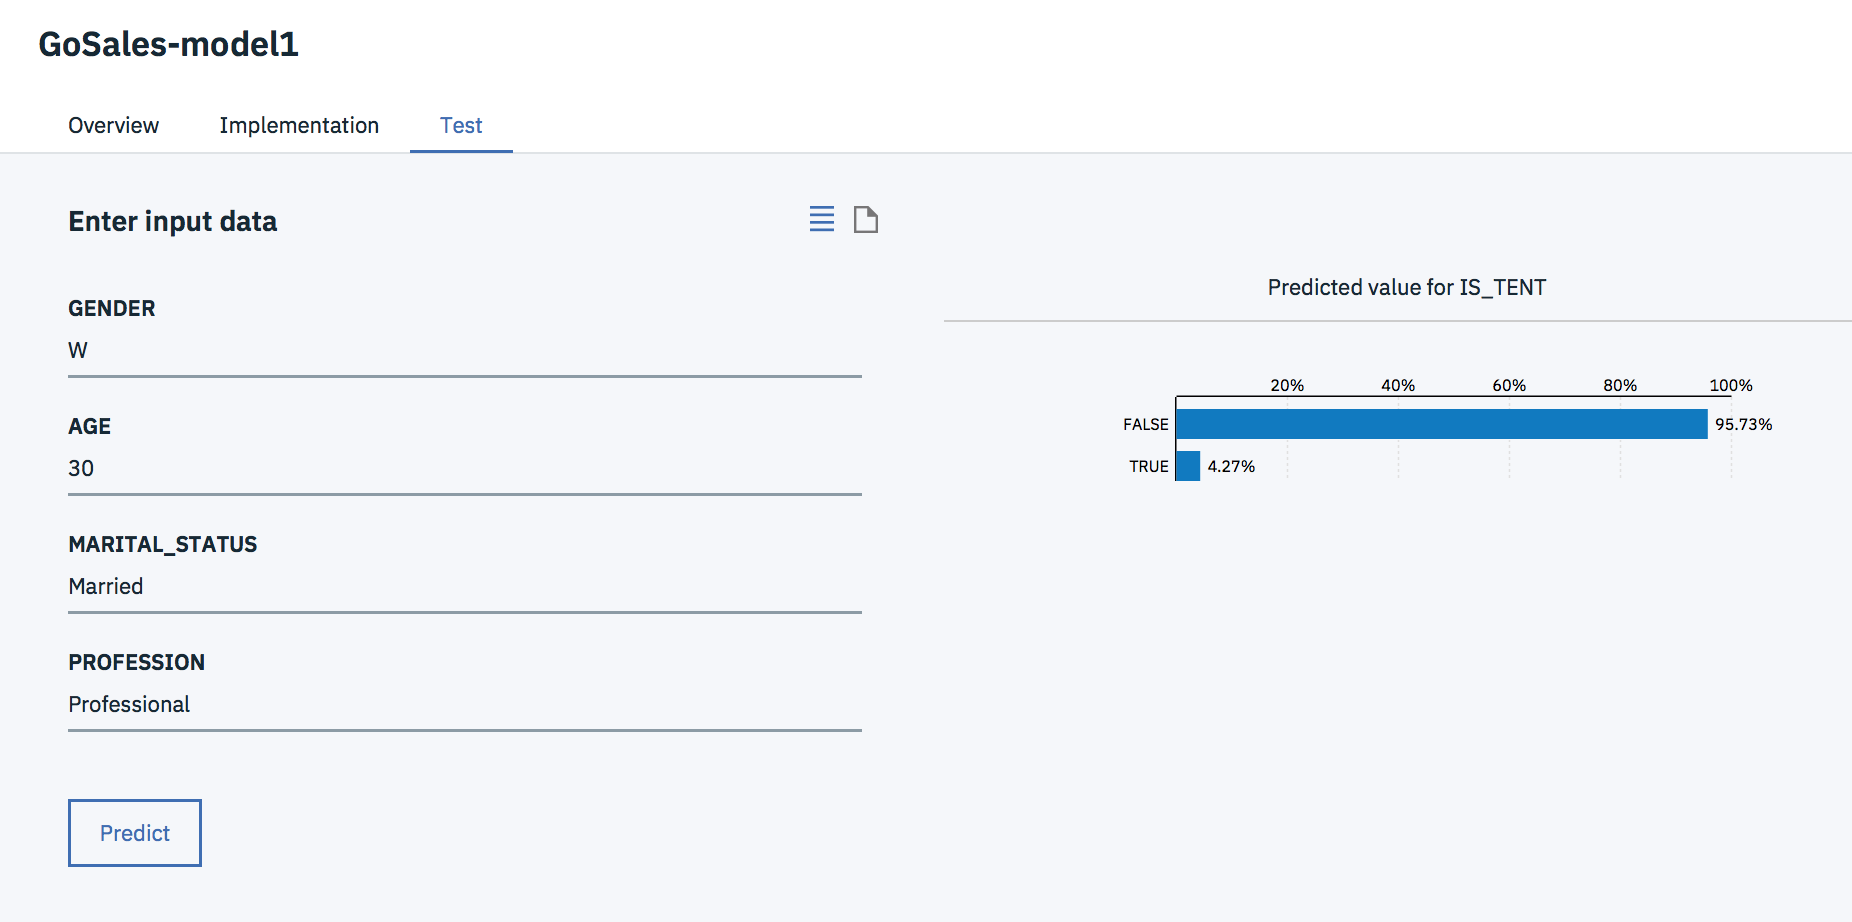 GoSales-model1
Overview Implementation Test
Enter input data
GENDER
W
AGE
30
MARITAL_STATUS
Married
PROFESSION
Professional
Predict
Predicted value for IS_TENT
20% 40% 60% 80% 100%
FALSE 95.73%
TRUE 4.27%